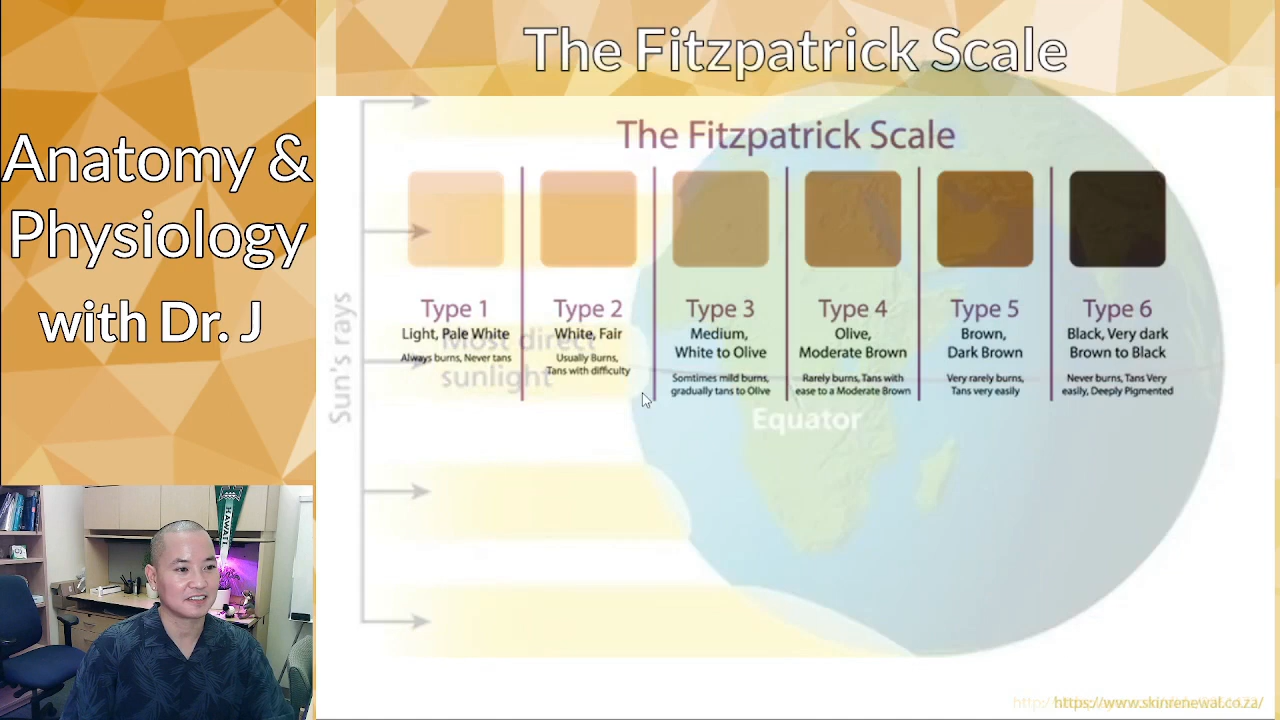 The Fitzpatrick Scale
Anatomy &
Physiology
with Dr. J
The Fitzpatrick Scale
Type 1
Light, Pale White
Always burns, Never tans
Type 2
White, Fair
Usually Burns,
Tans with difficulty
Type 3
Medium,
White to Olive
Somtimes mild burns,
gradually tans to Olive
Type 4
Olive,
Moderate Brown
Rarely burns, Tans with
ease to a Moderate Brown
Type 5
Brown,
Dark Brown
Very rarely burns,
Tans very easily
Type 6
Black, Very dark
Brown to Black
Never burns, Tans Very
easily, Deeply Pigmented
Sun's rays
Most direct
sunlight
Equator
HAWAII
https://www.skinrenewal.co.za/